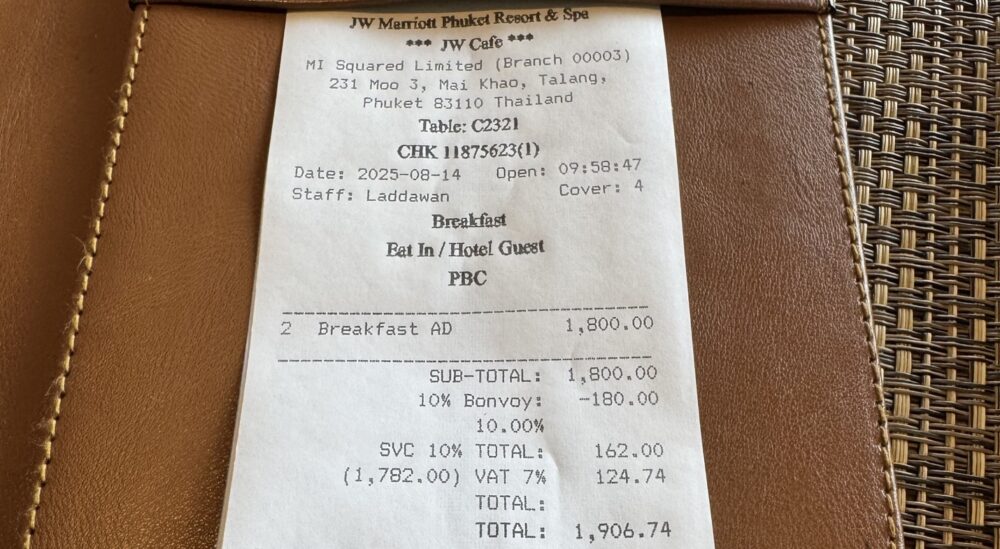 JW Marriott Phuket Resort & Spa
*** JW Cafe ***
MI Squared Limited (Branch 00003)
231 Moo 3, Mai Khao, Talang,
Phuket 83110 Thailand
Table: C2321
CHK 11875623(1)
Date: 2025-08-14 Open: 09:58:47
Staff: Laddawan Cover: 4
Breakfast
Eat In / Hotel Guest
PBC
2 Breakfast AD 1,800.00
SUB-TOTAL: 1,800.00
10% Bonvoy: -180.00
10.00%
SVC 10% TOTAL: 162.00
(1,782.00) VAT 7% 124.74
TOTAL:
TOTAL: 1,906.74